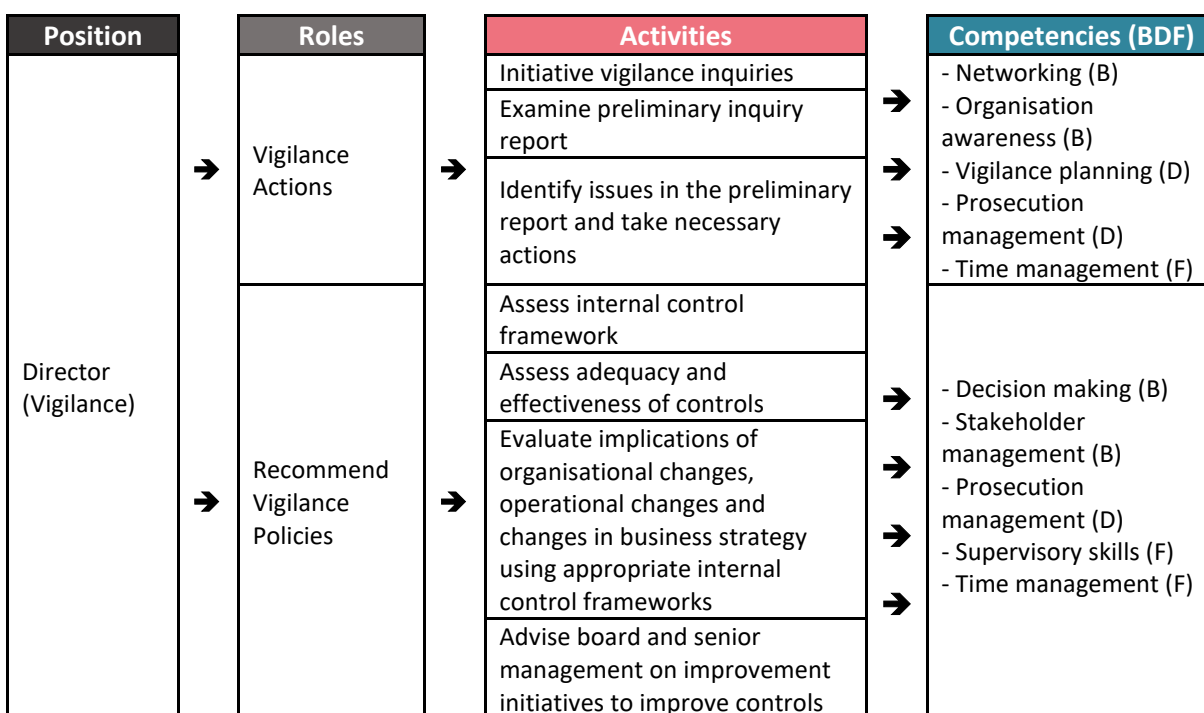 Position
Roles
Activities
Competencies (BDF)
Director
(Vigilance)
Vigilance
Actions
Initiative vigilance inquiries
Examine preliminary inquiry
report
Identify issues in the preliminary
report and take necessary
actions
- Networking (B)
- Organisation
awareness (B)
- Vigilance planning (D)
- Prosecution
management (D)
- Time management (F)
Recommend
Vigilance
Policies
Assess internal control
framework
Assess adequacy and
effectiveness of controls
Evaluate implications of
organisational changes,
operational changes and
changes in business strategy
using appropriate internal
control frameworks
Advise board and senior
management on improvement
initiatives to improve controls
- Decision making (B)
- Stakeholder
management (B)
- Prosecution
management (D)
- Supervisory skills (F)
- Time management (F)